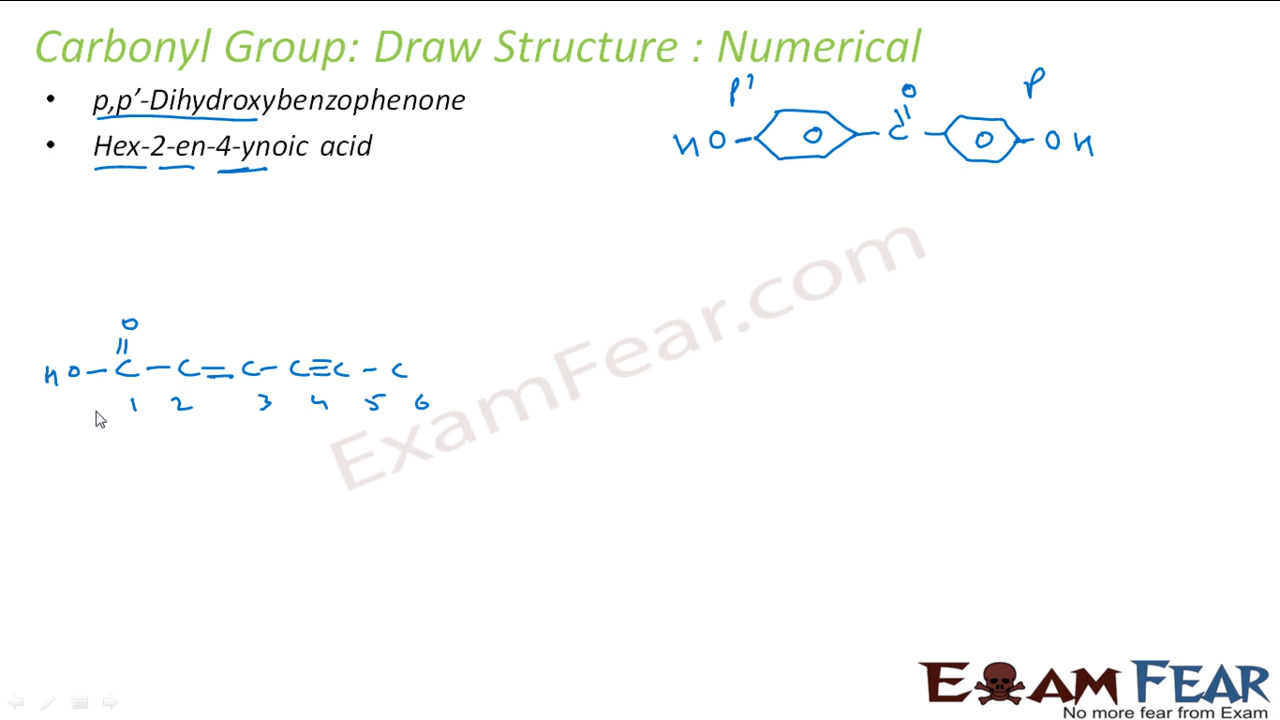 Carbonyl Group: Draw Structure : Numerical
• p,p’-Dihydroxybenzophenone
• Hex-2-en-4-ynoic acid
p' O p
HO- -C- -OH
ExamFear.com
O
HO-C-C=C-C≡C-C
1 2 3 4 5 6
EXAM FEAR
No more fear from Exam